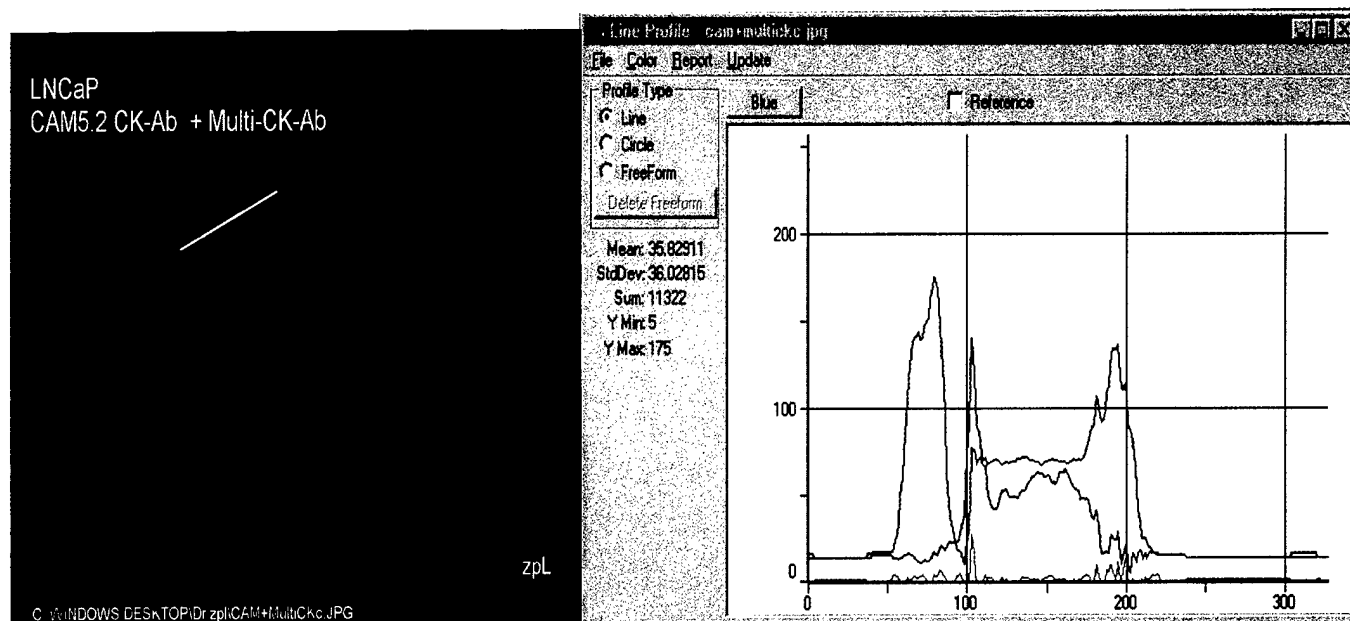 LNCaP
CAM5.2 CK-Ab + Multi-CK-Ab
zpL
C:\WINDOWS\DESKTOP\Dr zpl\CAM+MultiCKc.JPG
Line Profile cam+multickc.jpg
File Color Report Update
Profile Type
Line
Circle
FreeForm
Delete Freeform
Mean: 35.82911
StdDev: 36.02815
Sum: 11322
Y Min: 5
Y Max: 175
Blue
Reference
200
100
0
0 100 200 300